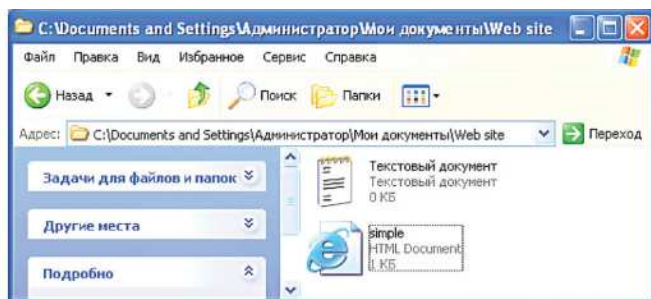 C:\Documents and Settings\Администратор\Мои документы\Web site
Файл Правка Вид Избранное Сервис Справка
Назад Поиск Папки
Адрес: C:\Documents and Settings\Администратор\Мои документы\Web site Переход
Задачи для файлов и папок
Другие места
Подробно
Текстовый документ
Текстовый документ
0 КБ
simple
HTML Document
1 КБ